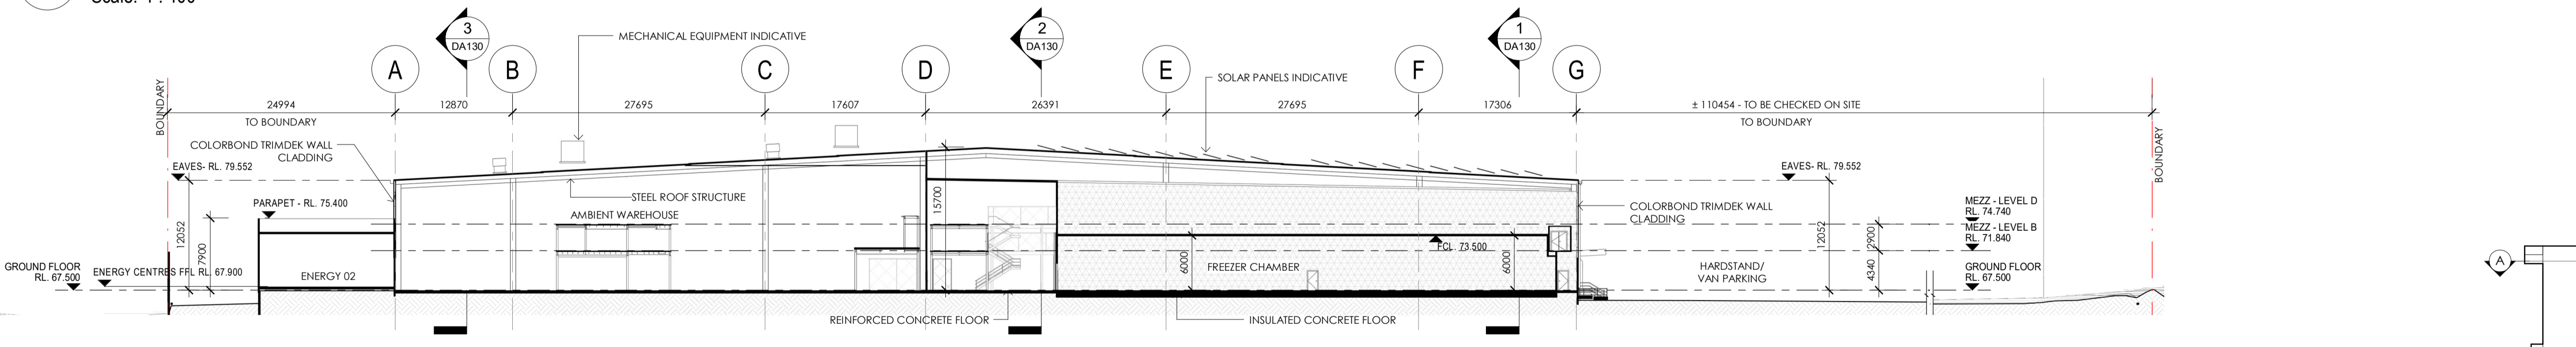 Scale: 1 : 400
3
DA130
2
DA130
1
DA130
MECHANICAL EQUIPMENT INDICATIVE
A
B
C
D
E
F
G
SOLAR PANELS INDICATIVE
BOUNDARY
24994
12870
27695
17607
26391
27695
17306
± 110454 - TO BE CHECKED ON SITE
TO BOUNDARY
TO BOUNDARY
BOUNDARY
COLORBOND TRIMDEK WALL
CLADDING
EAVES- RL. 79.552
EAVES- RL. 79.552
STEEL ROOF STRUCTURE
PARAPET - RL. 75.400
AMBIENT WAREHOUSE
15700
COLORBOND TRIMDEK WALL
CLADDING
MEZZ - LEVEL D
RL. 74.740
MEZZ - LEVEL B
RL. 71.840
12052
7900
FCL. 73.500
12052
2900
4340
GROUND FLOOR
RL. 67.500
ENERGY CENTRES FFL RL. 67.900
ENERGY 02
6000
FREEZER CHAMBER
6000
HARDSTAND/
VAN PARKING
GROUND FLOOR
RL. 67.500
A
REINFORCED CONCRETE FLOOR
INSULATED CONCRETE FLOOR